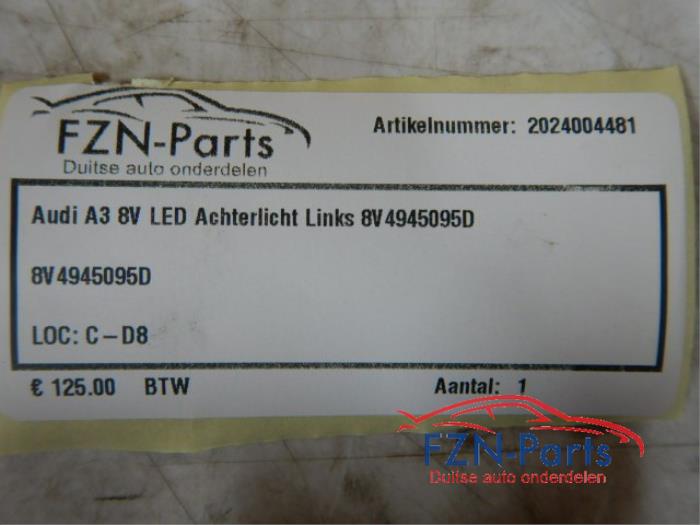 FZN-Parts
Duitse auto onderdelen
Artikelnummer: 2024004481
Audi A3 8V LED Achterlicht Links 8V4945095D
8V4945095D
LOC: C-D8
€ 125.00 BTW Aantal: 1
FZN-Parts
Duitse auto onderdelen